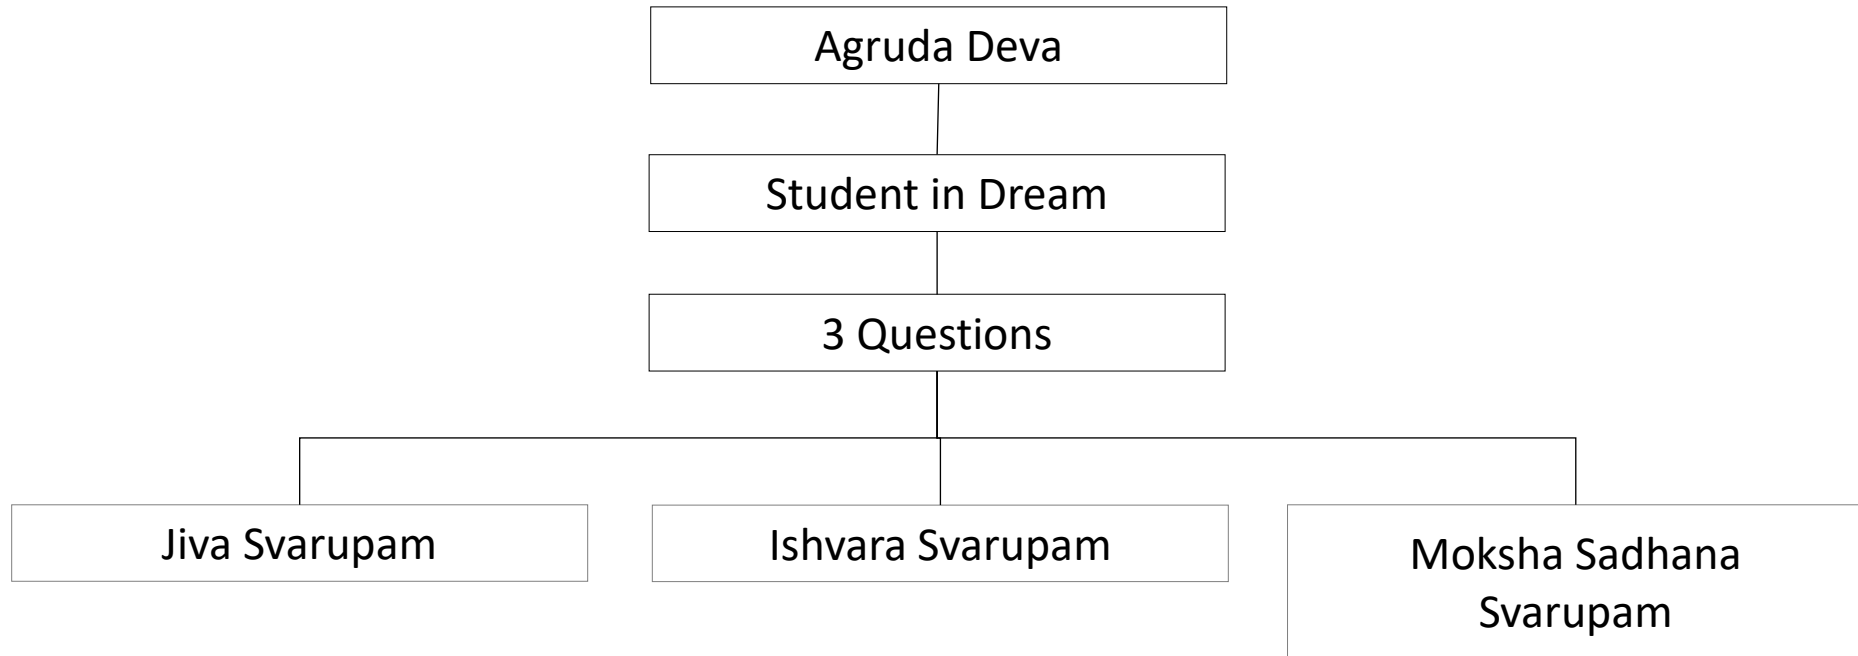 Agruda Deva
Student in Dream
3 Questions
Jiva Svarupam
Ishvara Svarupam
Moksha Sadhana
Svarupam